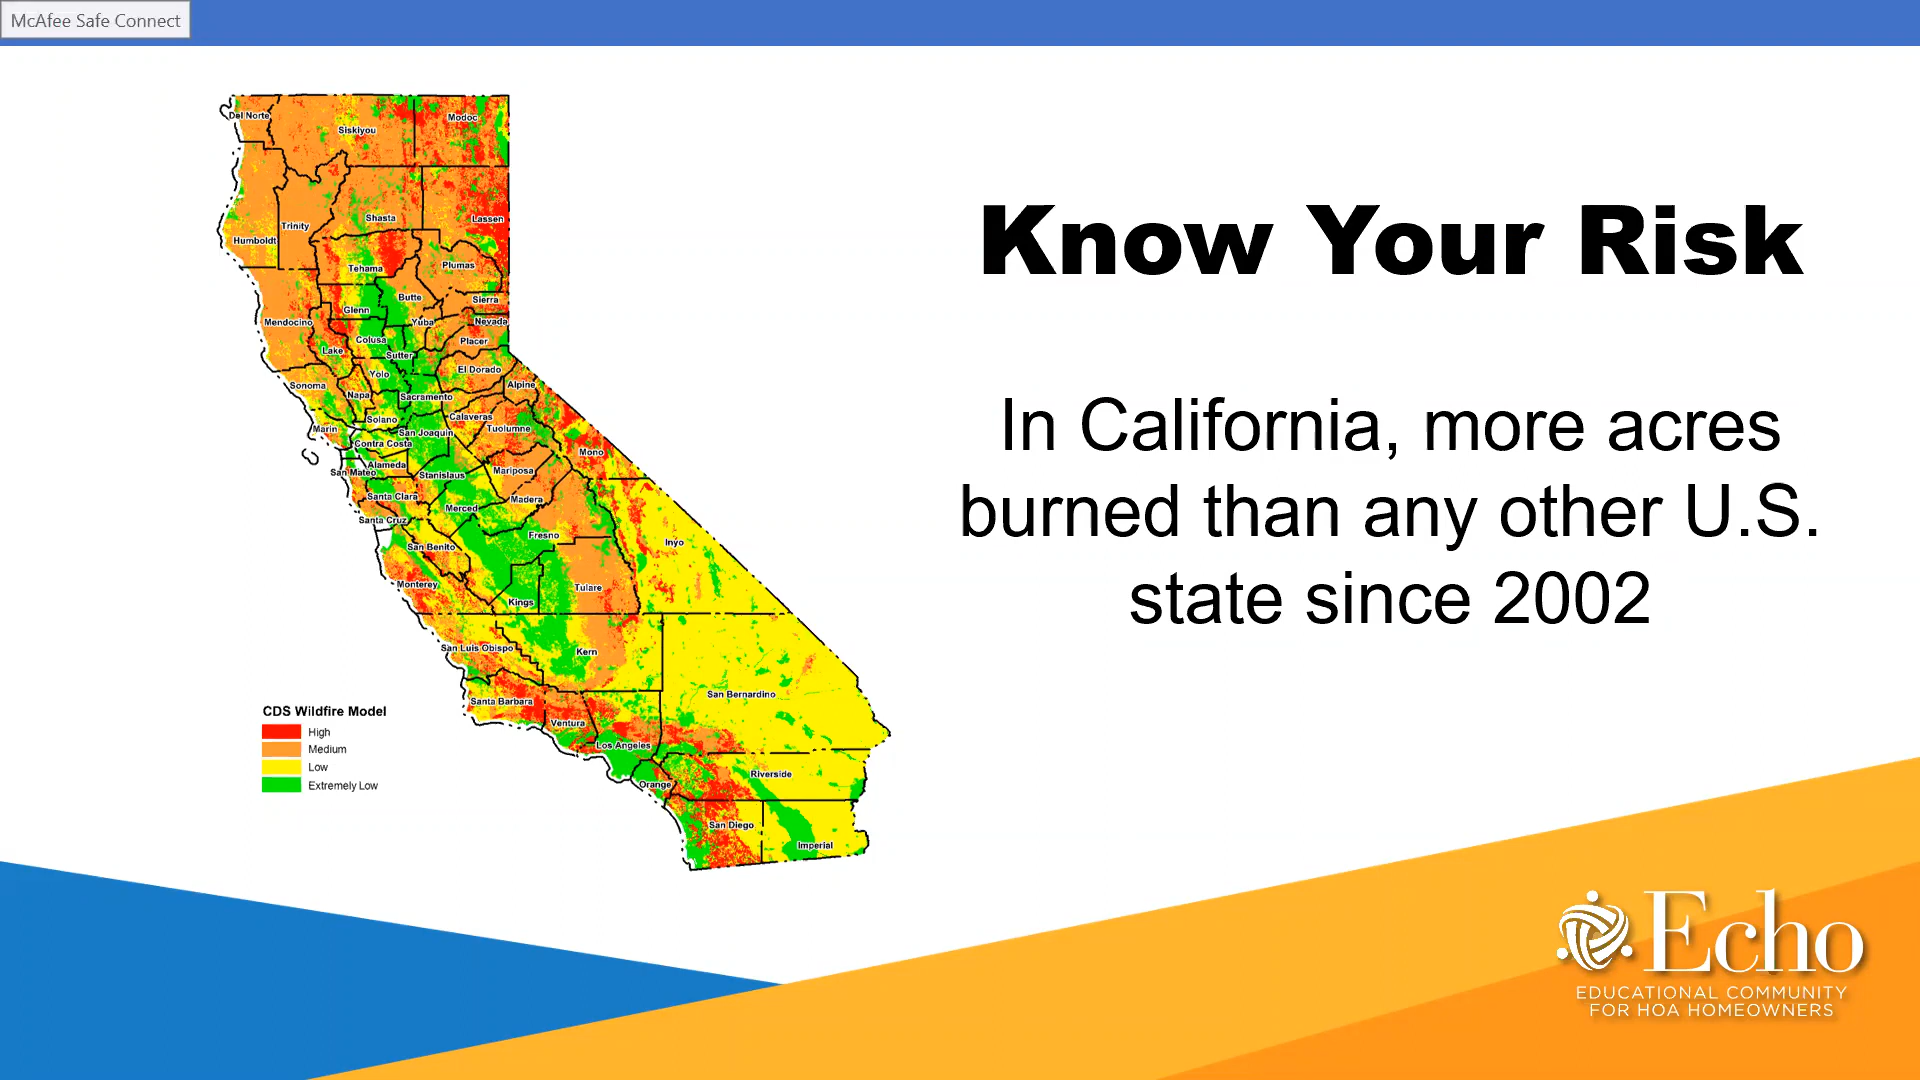 McAfee Safe Connect
Know Your Risk
In California, more acres
burned than any other U.S.
state since 2002
Del Norte
Siskiyou
Modoc
Trinity
Shasta
Lassen
Humboldt
Tehama
Plumas
Butte
Sierra
Glenn
Mendocino
Yuba
Nevada
Colusa
Placer
Lake
Sutter
Yolo
El Dorado
Sonoma
Alpine
Napa
Sacramento
Solano
Calaveras
Marin
San Joaquin
Tuolumne
Contra Costa
Mono
Alameda
San Mateo
Stanislaus
Mariposa
Santa Clara
Madera
Merced
Santa Cruz
Fresno
Inyo
San Benito
Monterey
Tulare
Kings
San Luis Obispo
Kern
San Bernardino
Santa Barbara
Ventura
Los Angeles
Riverside
Orange
San Diego
Imperial
CDS Wildfire Model
High
Medium
Low
Extremely Low
Echo
EDUCATIONAL COMMUNITY
FOR HOA HOMEOWNERS